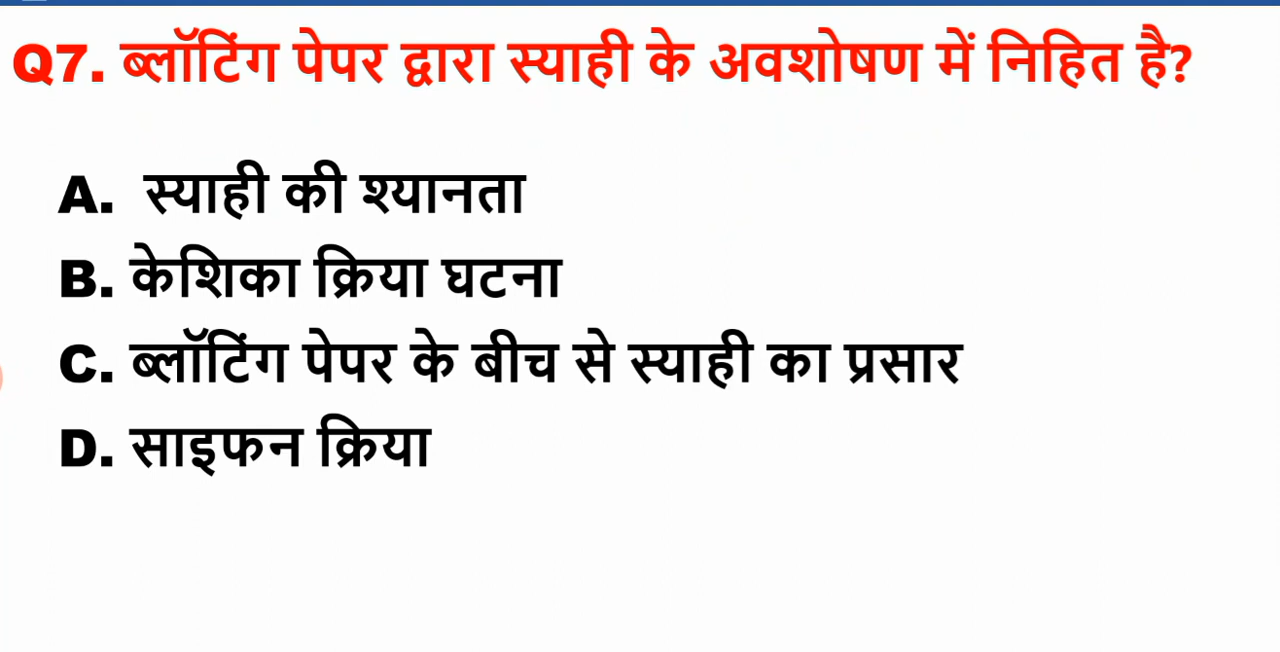 Q7. ब्लॉटिंग पेपर द्वारा स्याही के अवशोषण में निहित है?
A. स्याही की श्यानता
B. केशिका क्रिया घटना
C. ब्लॉटिंग पेपर के बीच से स्याही का प्रसार
D. साइफन क्रिया